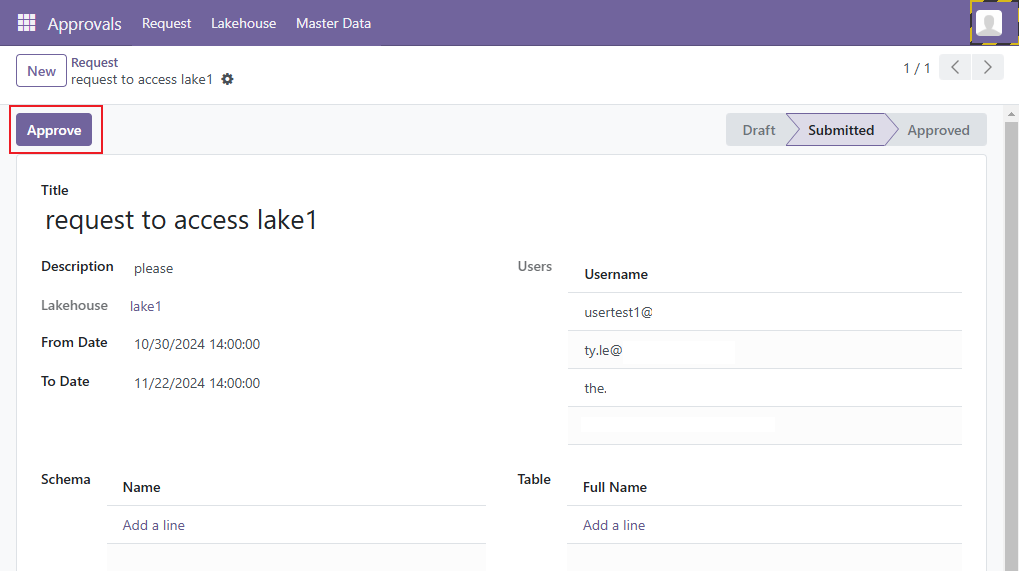 Approvals Request Lakehouse Master Data
New
Request
request to access lake1
1 / 1
Approve
Draft Submitted Approved
Title
request to access lake1
Description please
Lakehouse lake1
From Date 10/30/2024 14:00:00
To Date 11/22/2024 14:00:00
Users
Username
usertest1@
ty.le@
the.
Schema
Name
Add a line
Table
Full Name
Add a line